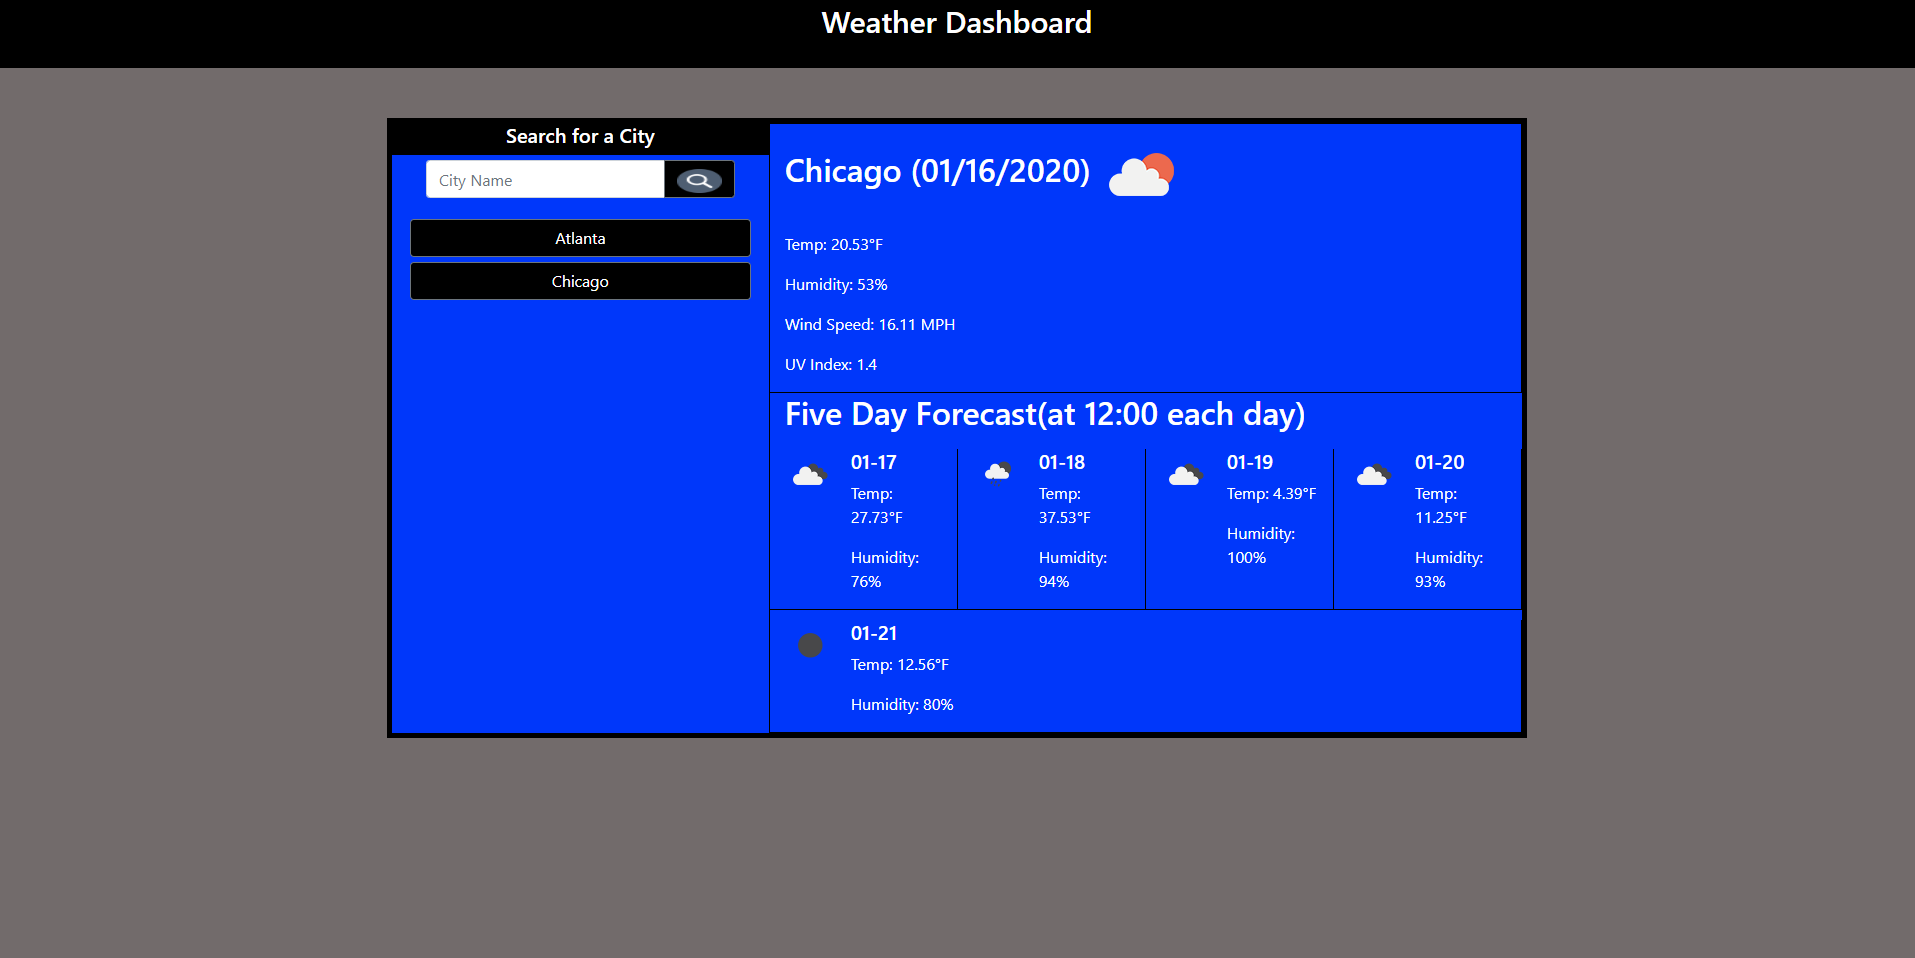 Weather Dashboard
Search for a City
City Name
Atlanta
Chicago
Chicago (01/16/2020)
Temp: 20.53°F
Humidity: 53%
Wind Speed: 16.11 MPH
UV Index: 1.4
Five Day Forecast(at 12:00 each day)
01-17
Temp:
27.73°F
Humidity:
76%
01-18
Temp:
37.53°F
Humidity:
94%
01-19
Temp: 4.39°F
Humidity:
100%
01-20
Temp:
11.25°F
Humidity:
93%
01-21
Temp: 12.56°F
Humidity: 80%